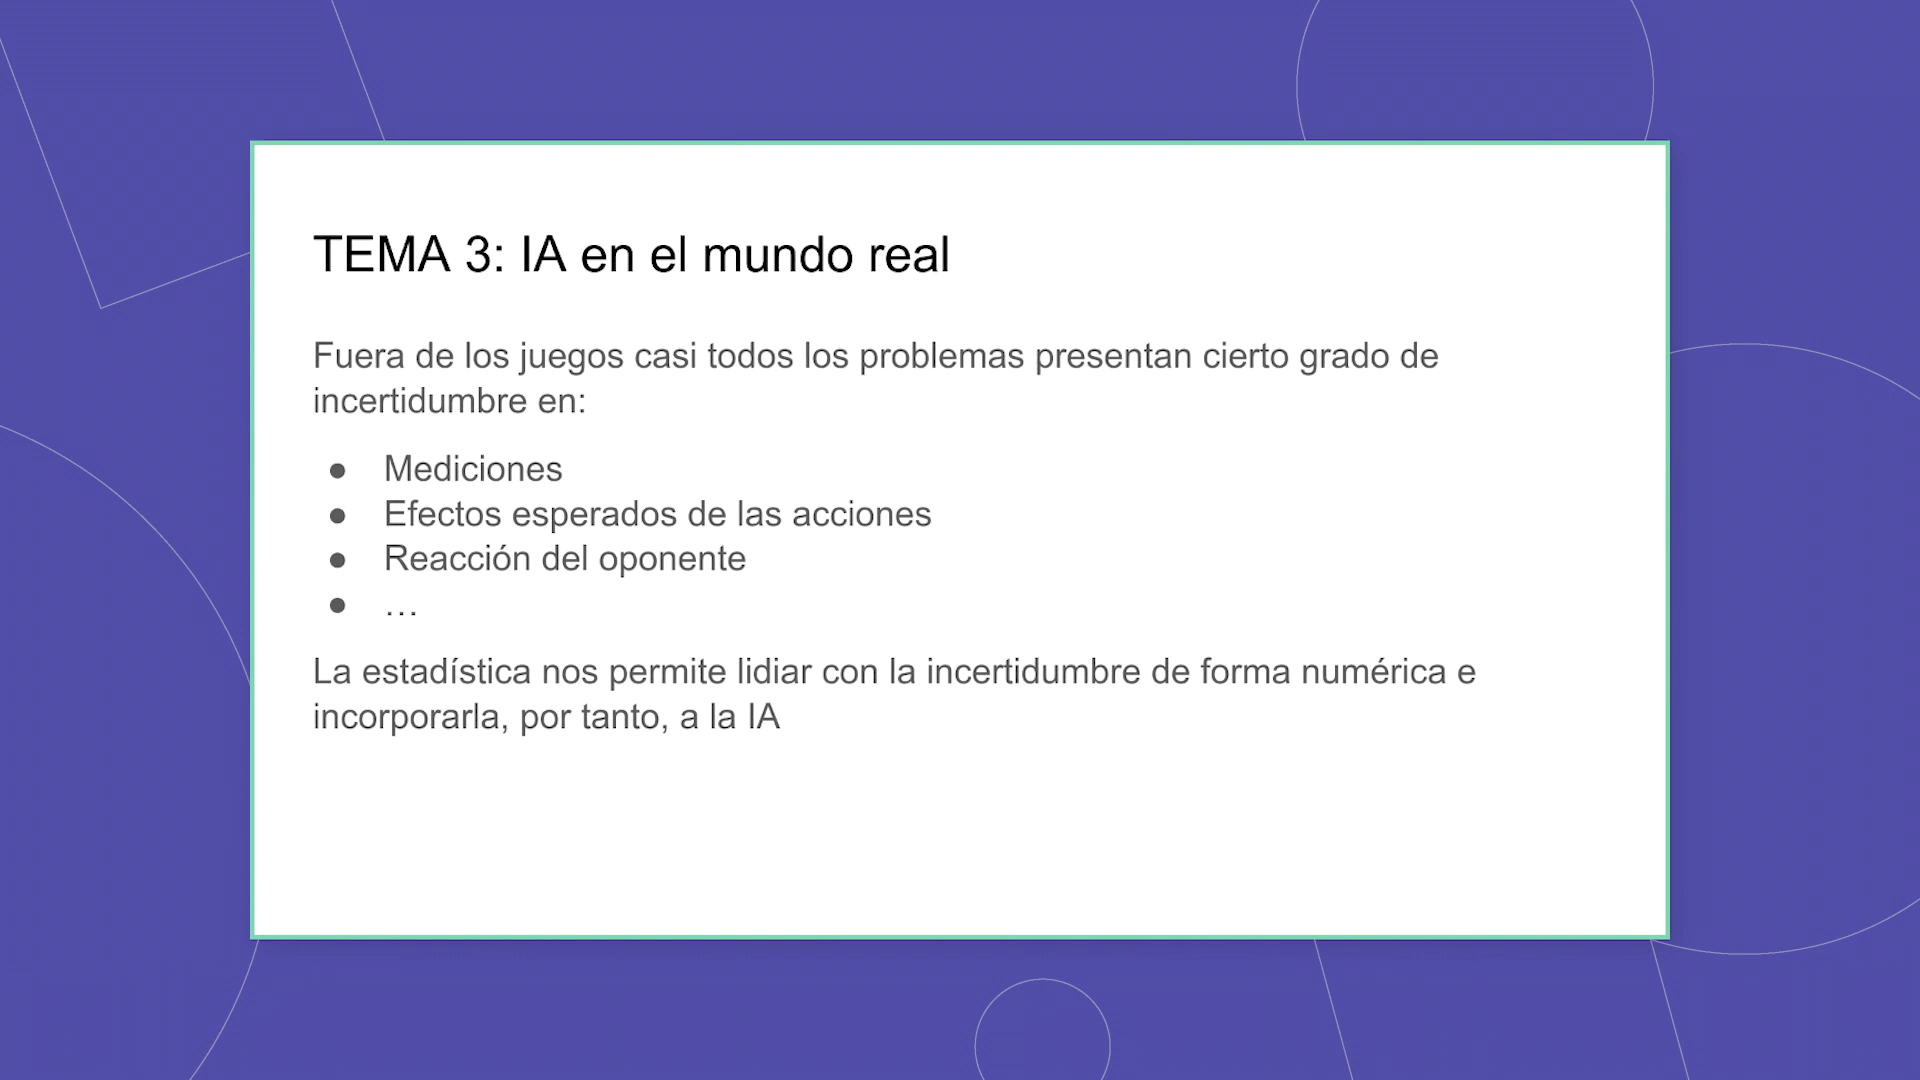 TEMA 3: IA en el mundo real
Fuera de los juegos casi todos los problemas presentan cierto grado de
incertidumbre en:
● Mediciones
● Efectos esperados de las acciones
● Reacción del oponente
● …
La estadística nos permite lidiar con la incertidumbre de forma numérica e
incorporarla, por tanto, a la IA